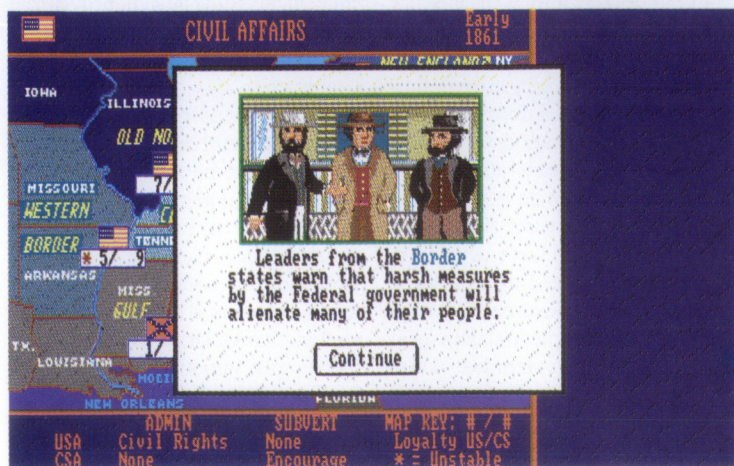 CIVIL AFFAIRS
Early
1861
NEW ENGLAND
NY
IOWA
ILLINOIS
OLD NO
7/
MISSOURI
WESTERN
BORDER
* 5/ 9
TENNE
ARKANSAS
MISS
GULF
1/
TX.
LOUISIANA
MOBI
NEW ORLEANS
FLORIDA
Leaders from the Border
states warn that harsh measures
by the Federal government will
alienate many of their people.
Continue
ADMIN SUBVERT MAP KEY: # / #
USA Civil Rights None Loyalty US/CS
CSA None Encourage * = Unstable